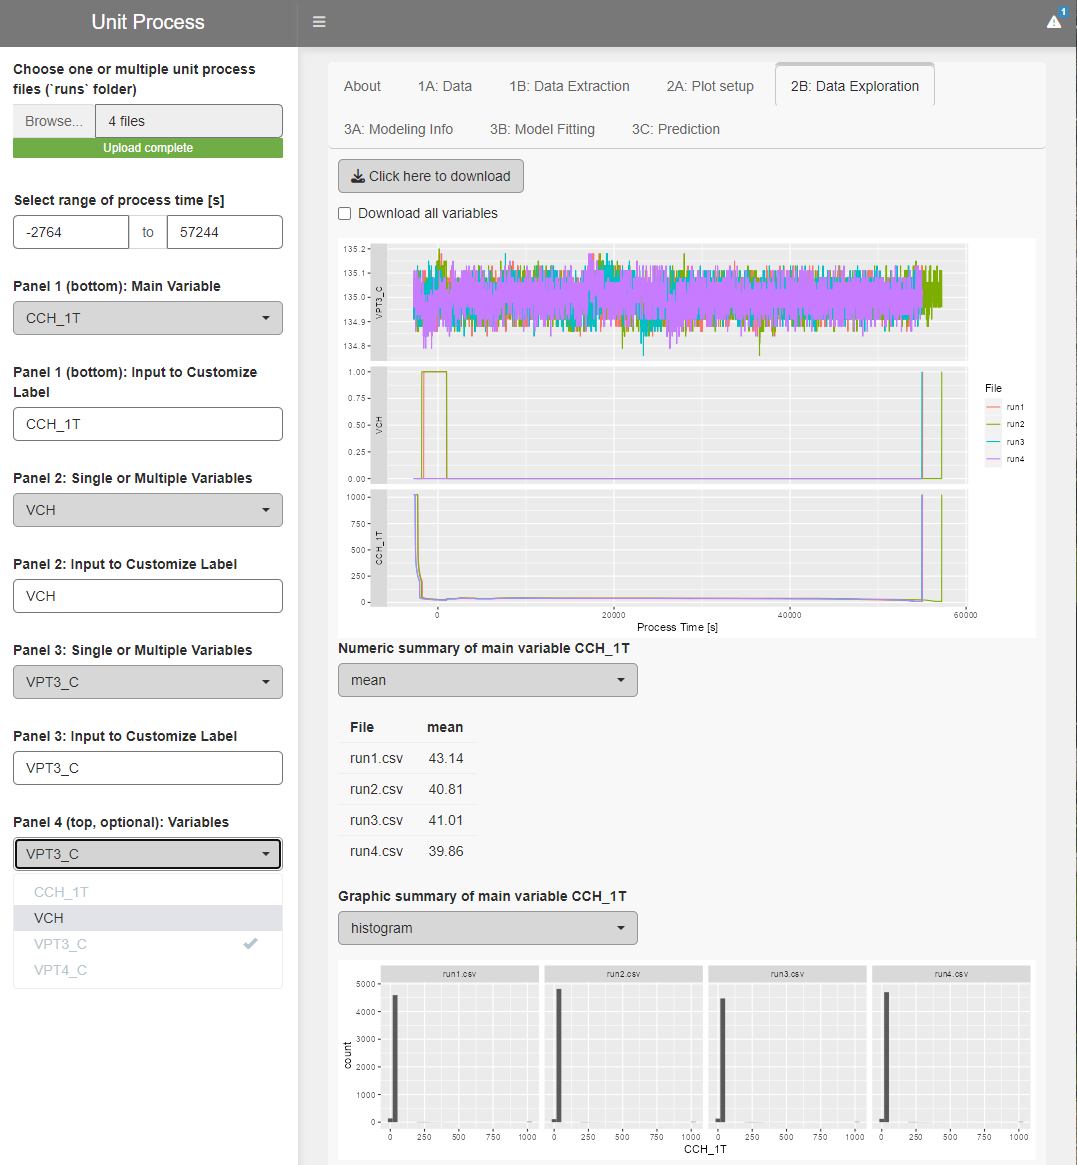 Unit Process
1
Choose one or multiple unit process
files (`runs` folder)
Browse...
4 files
Upload complete
Select range of process time [s]
-2764
to
57244
Panel 1 (bottom): Main Variable
CCH_1T
Panel 1 (bottom): Input to Customize
Label
CCH_1T
Panel 2: Single or Multiple Variables
VCH
Panel 2: Input to Customize Label
VCH
Panel 3: Single or Multiple Variables
VPT3_C
Panel 3: Input to Customize Label
VPT3_C
Panel 4 (top, optional): Variables
VPT3_C
CCH_1T
VCH
VPT3_C
VPT4_C
About
1A: Data
1B: Data Extraction
2A: Plot setup
2B: Data Exploration
3A: Modeling Info
3B: Model Fitting
3C: Prediction
Click here to download
Download all variables
VPT3_C
135.2
135.1
135.0
134.9
134.8
VCH
1.00
0.75
0.50
0.25
0.00
CCH_1T
1000
750
500
250
0
0 20000 40000 60000
Process Time [s]
File
run1
run2
run3
run4
Numeric summary of main variable CCH_1T
mean
File mean
run1.csv 43.14
run2.csv 40.81
run3.csv 41.01
run4.csv 39.86
Graphic summary of main variable CCH_1T
histogram
run1.csv run2.csv run3.csv run4.csv
count
5000
4000
3000
2000
1000
0
0 250 500 750 1000 0 250 500 750 1000 0 250 500 750 1000 0 250 500 750 1000
CCH_1T